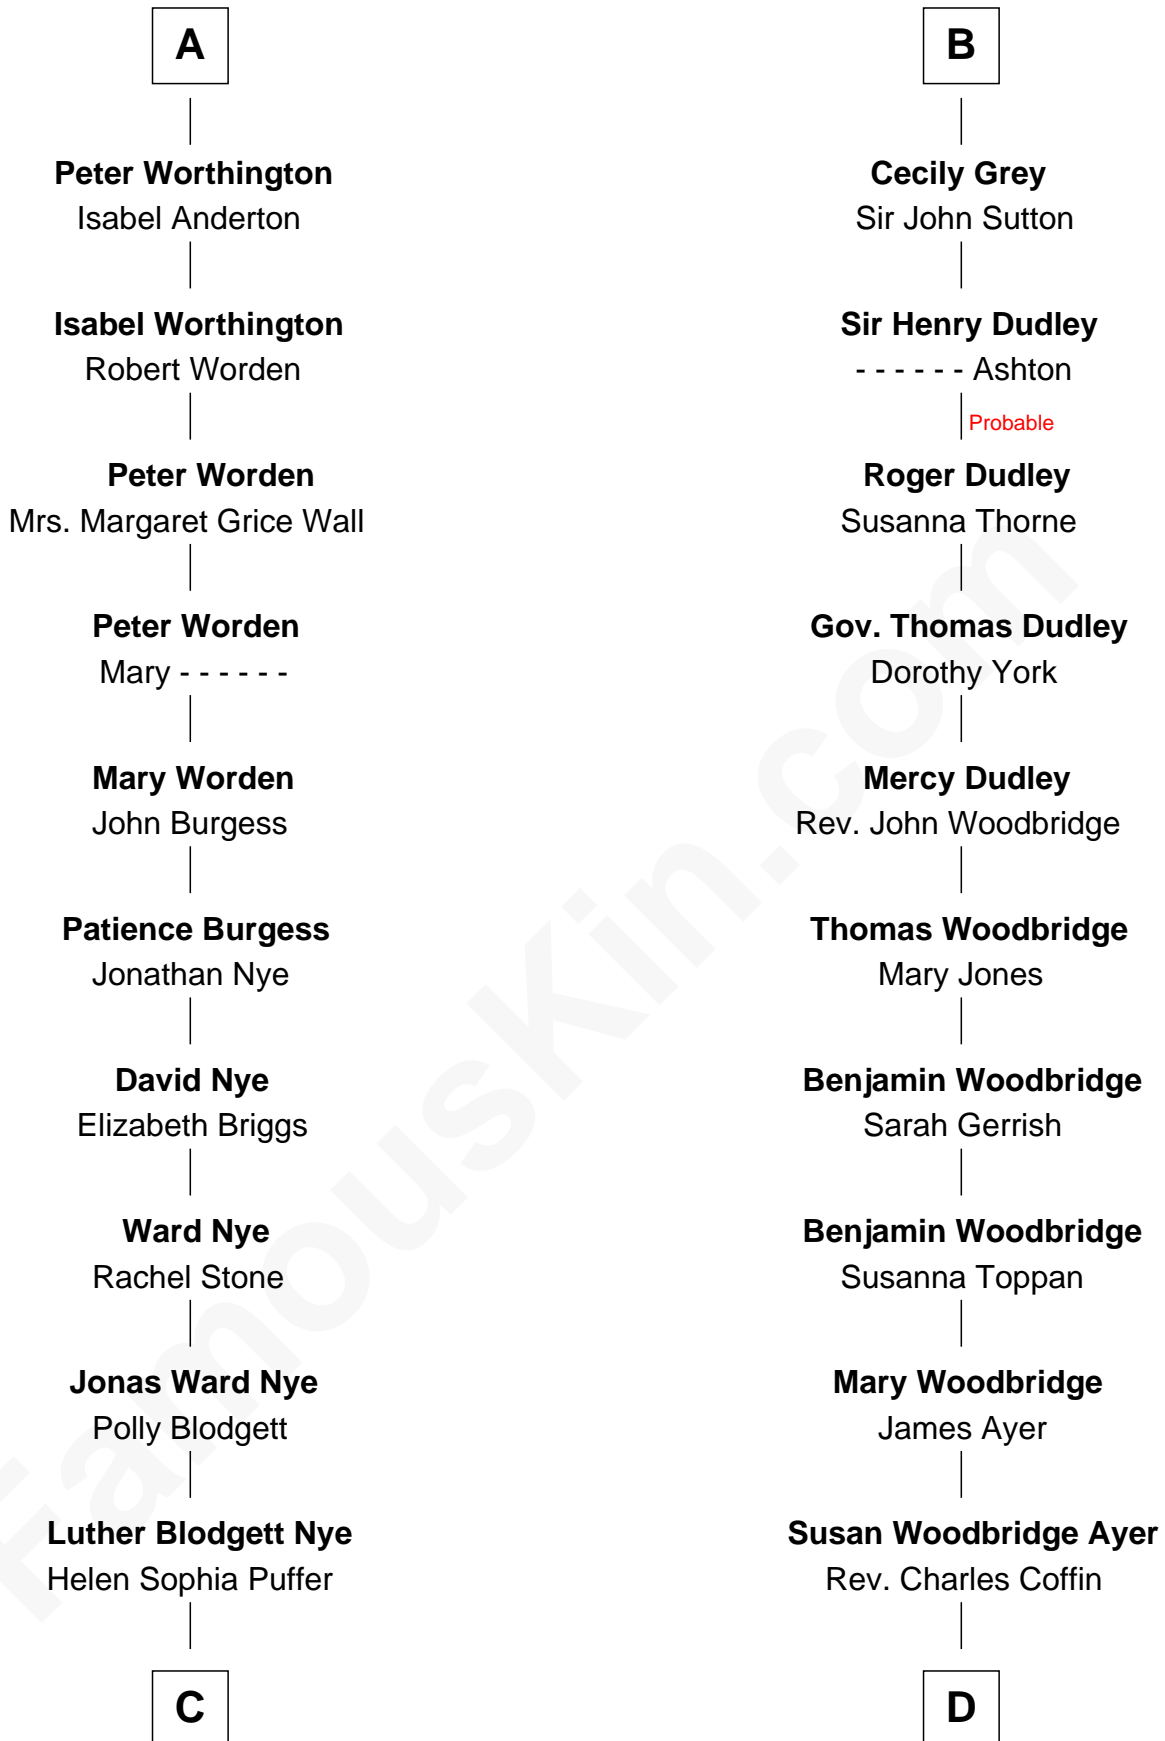 A
Peter Worthington
Isabel Anderton
Isabel Worthington
Robert Worden
Peter Worden
Mrs. Margaret Grice Wall
Peter Worden
Mary - - - - - -
Mary Worden
John Burgess
Patience Burgess
Jonathan Nye
David Nye
Elizabeth Briggs
Ward Nye
Rachel Stone
Jonas Ward Nye
Polly Blodgett
Luther Blodgett Nye
Helen Sophia Puffer
C
B
Cecily Grey
Sir John Sutton
Sir Henry Dudley
- - - - - - Ashton
Probable
Roger Dudley
Susanna Thorne
Gov. Thomas Dudley
Dorothy York
Mercy Dudley
Rev. John Woodbridge
Thomas Woodbridge
Mary Jones
Benjamin Woodbridge
Sarah Gerrish
Benjamin Woodbridge
Susanna Toppan
Mary Woodbridge
James Ayer
Susan Woodbridge Ayer
Rev. Charles Coffin
D
FamousKin.com